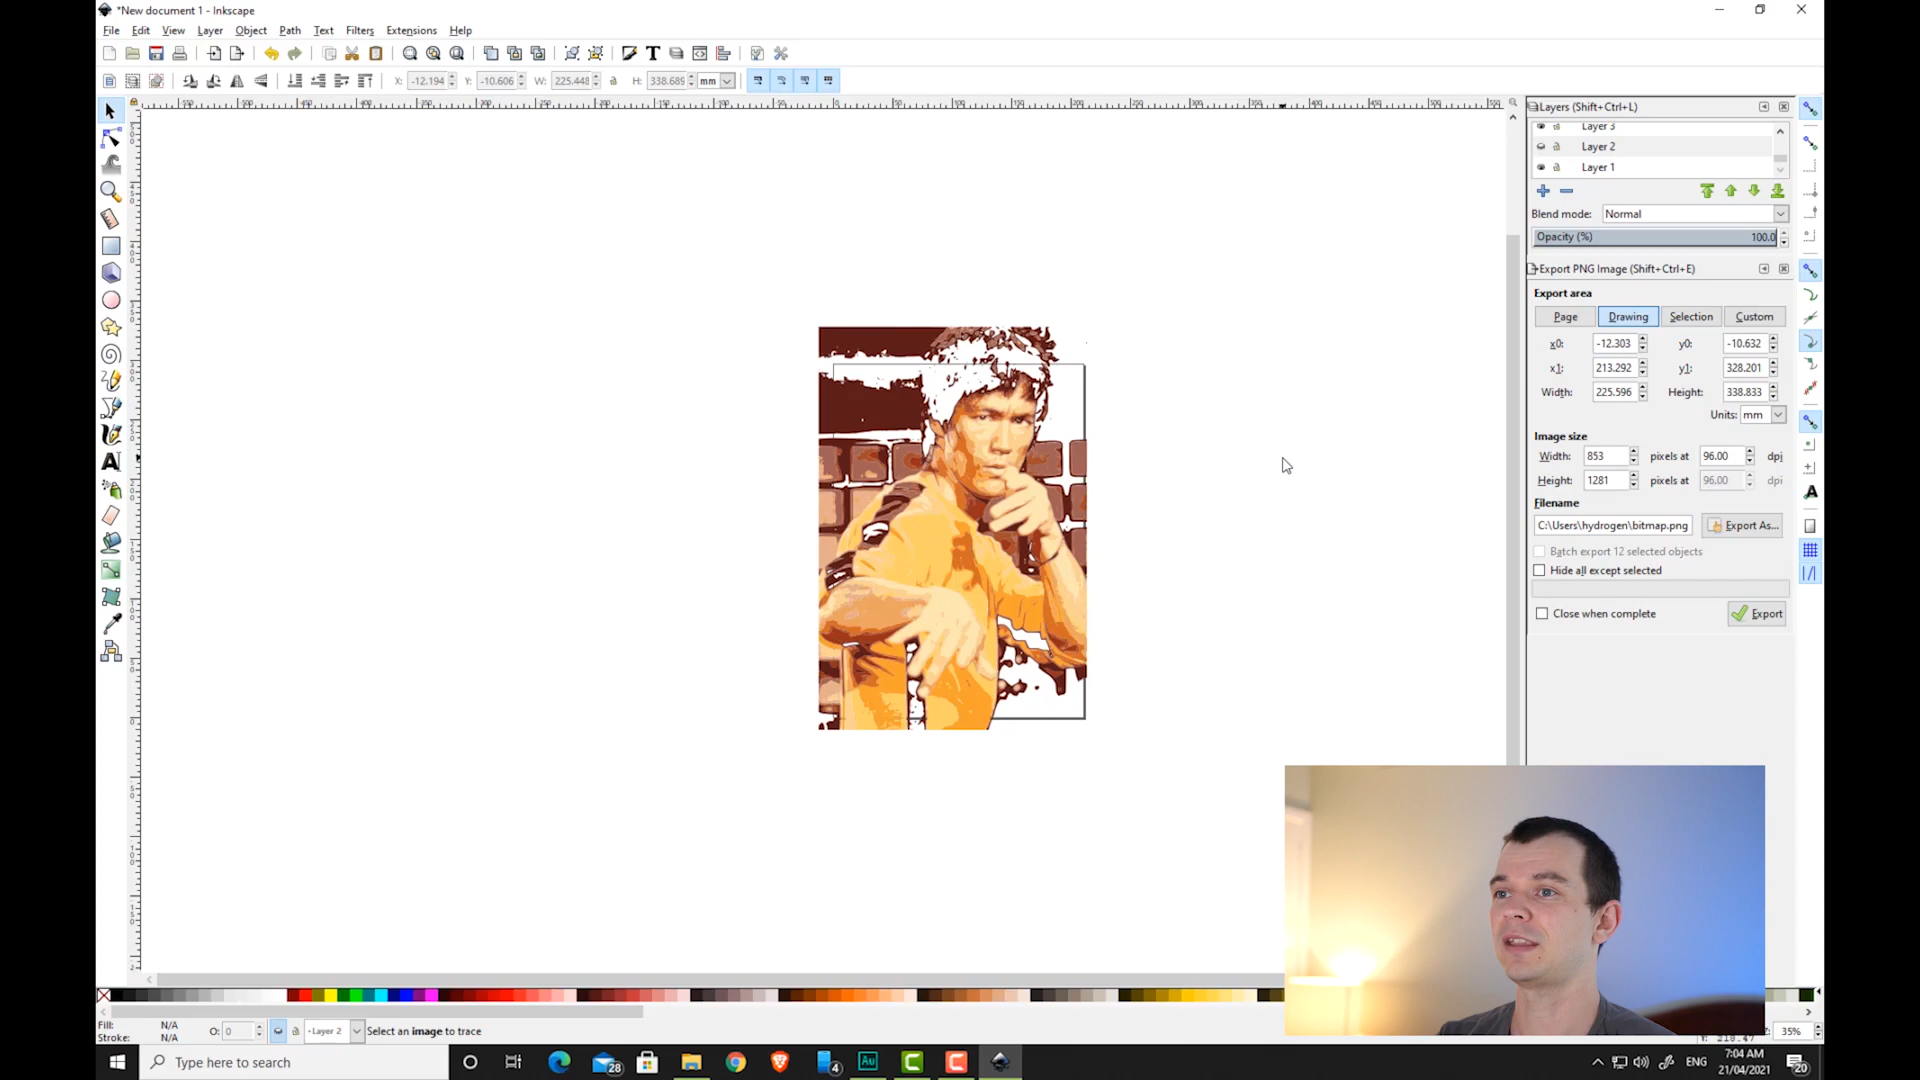 *New document 1 - Inkscape
File Edit View Layer Object Path Text Filters Extensions Help
X: -12.194 Y: -10.606 W: 225.448 H: 338.689 mm
Layers (Shift+Ctrl+L)
Layer 3
Layer 2
Layer 1
Blend mode: Normal
Opacity (%) 100.0
Export PNG Image (Shift+Ctrl+E)
Export area
Page Drawing Selection Custom
x0: -12.303 y0: -10.632
x1: 213.292 y1: 328.201
Width: 225.596 Height: 338.833
Units: mm
Image size
Width: 853 pixels at 96.00 dpi
Height: 1281 pixels at 96.00 dpi
Filename
C:\Users\hydrogen\bitmap.png Export As...
Batch export 12 selected objects
Hide all except selected
Close when complete Export
Fill: N/A
Stroke: N/A
O: 0
Layer 2
Select an image to trace
35%
Type here to search
28
4
Au
ENG
7:04 AM
21/04/2021
20